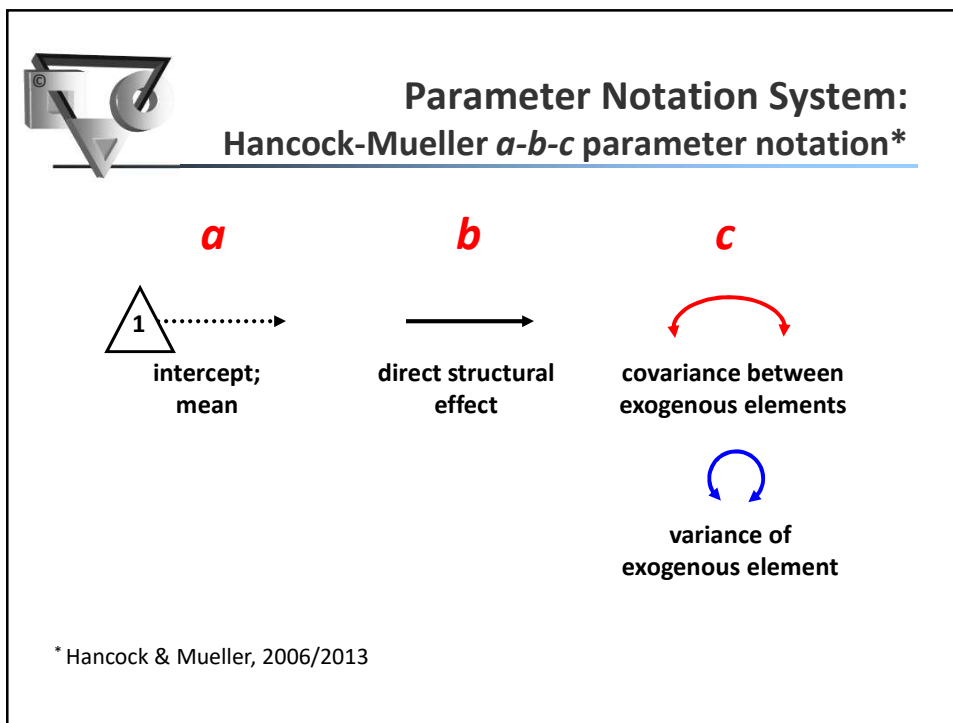 ©
Parameter Notation System:
Hancock-Mueller a-b-c parameter notation*
a
b
c
1
intercept;
mean
direct structural
effect
covariance between
exogenous elements
variance of
exogenous element
* Hancock & Mueller, 2006/2013